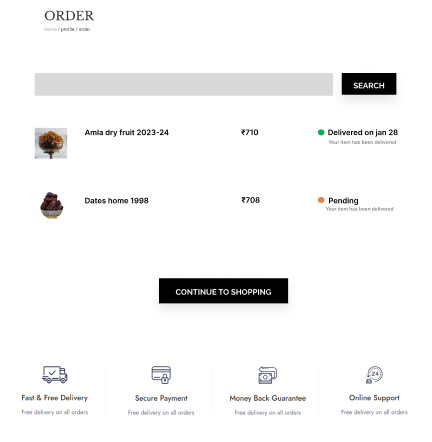 ORDER
Home / profile | order
SEARCH
Amla dry fruit 2023-24
₹710
Delivered on jan 28
Your item has been delivered
Dates home 1998
₹708
Pending
Your item has been delivered
CONTINUE TO SHOPPING
24
Fast & Free Delivery
Secure Payment
Money Back Guarantee
Online Support
Free delivery on all orders
Free delivery on all orders
Free delivery on all orders
Free delivery on all orders